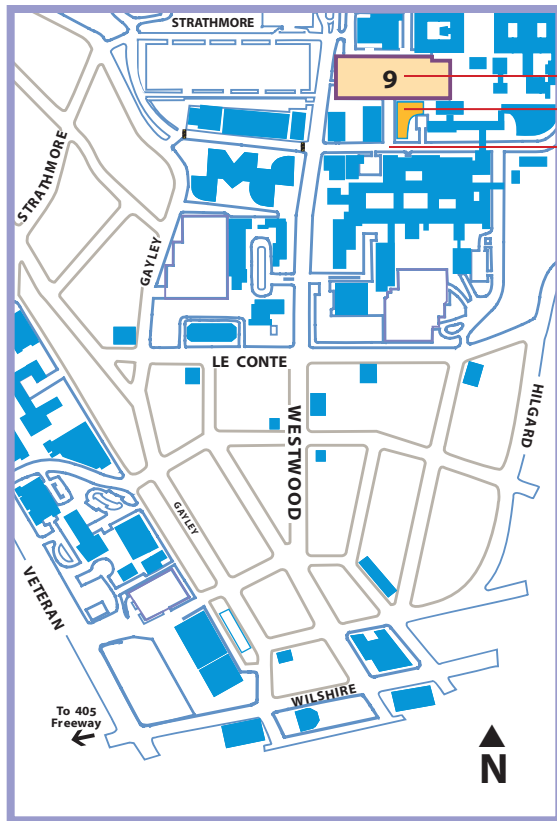 STRATHMORE
9
STRATHMORE
GAYLEY
LE CONTE
WESTWOOD
HILGARD
GAYLEY
VETERAN
WILSHIRE
To 405
Freeway
N